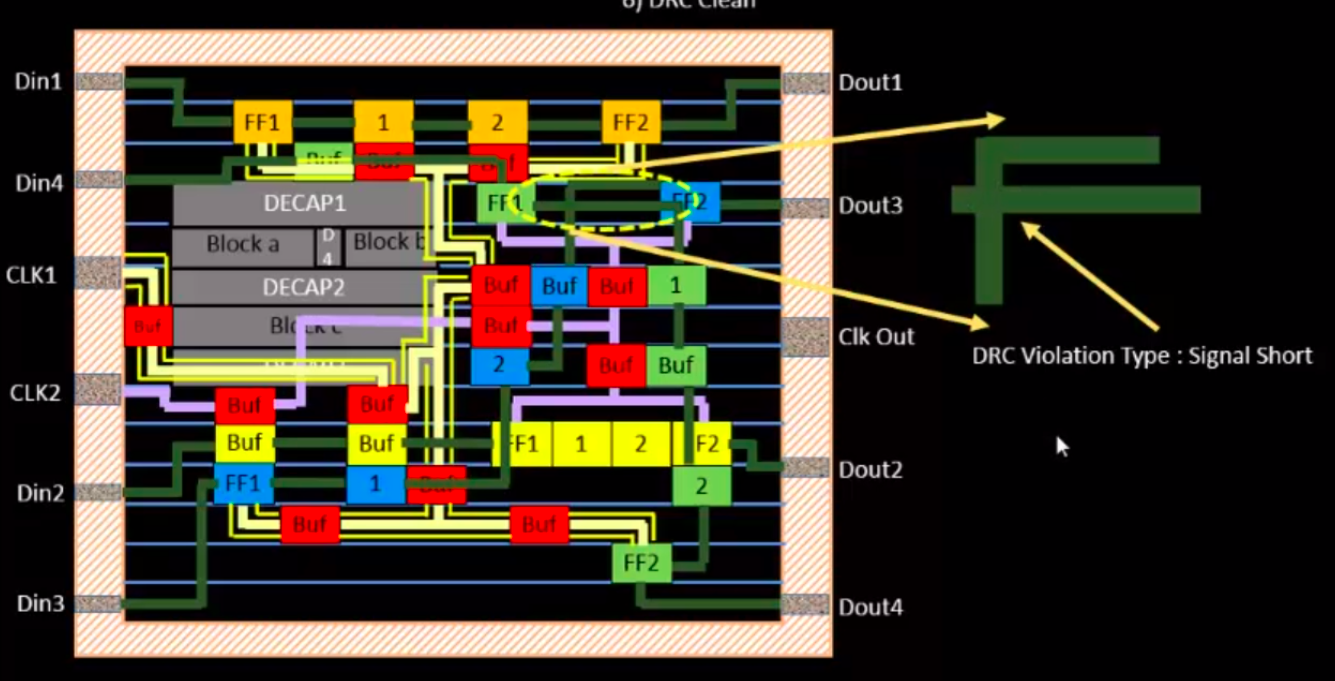 6) DRC Clean
Din1
Dout1
FF1 1 2 FF2
Buf Buf Buf
Din4
DECAP1
FF1 FF2
Dout3
Block a D4 Block b
CLK1
DECAP2
Buf Buf Buf 1
Buf Block c Buf
Clk Out
DRC Violation Type : Signal Short
2 Buf Buf
CLK2
Buf Buf
Buf Buf FF1 1 2 F2
Dout2
Din2
FF1 1 Buf 2
Buf Buf
FF2
Din3
Dout4